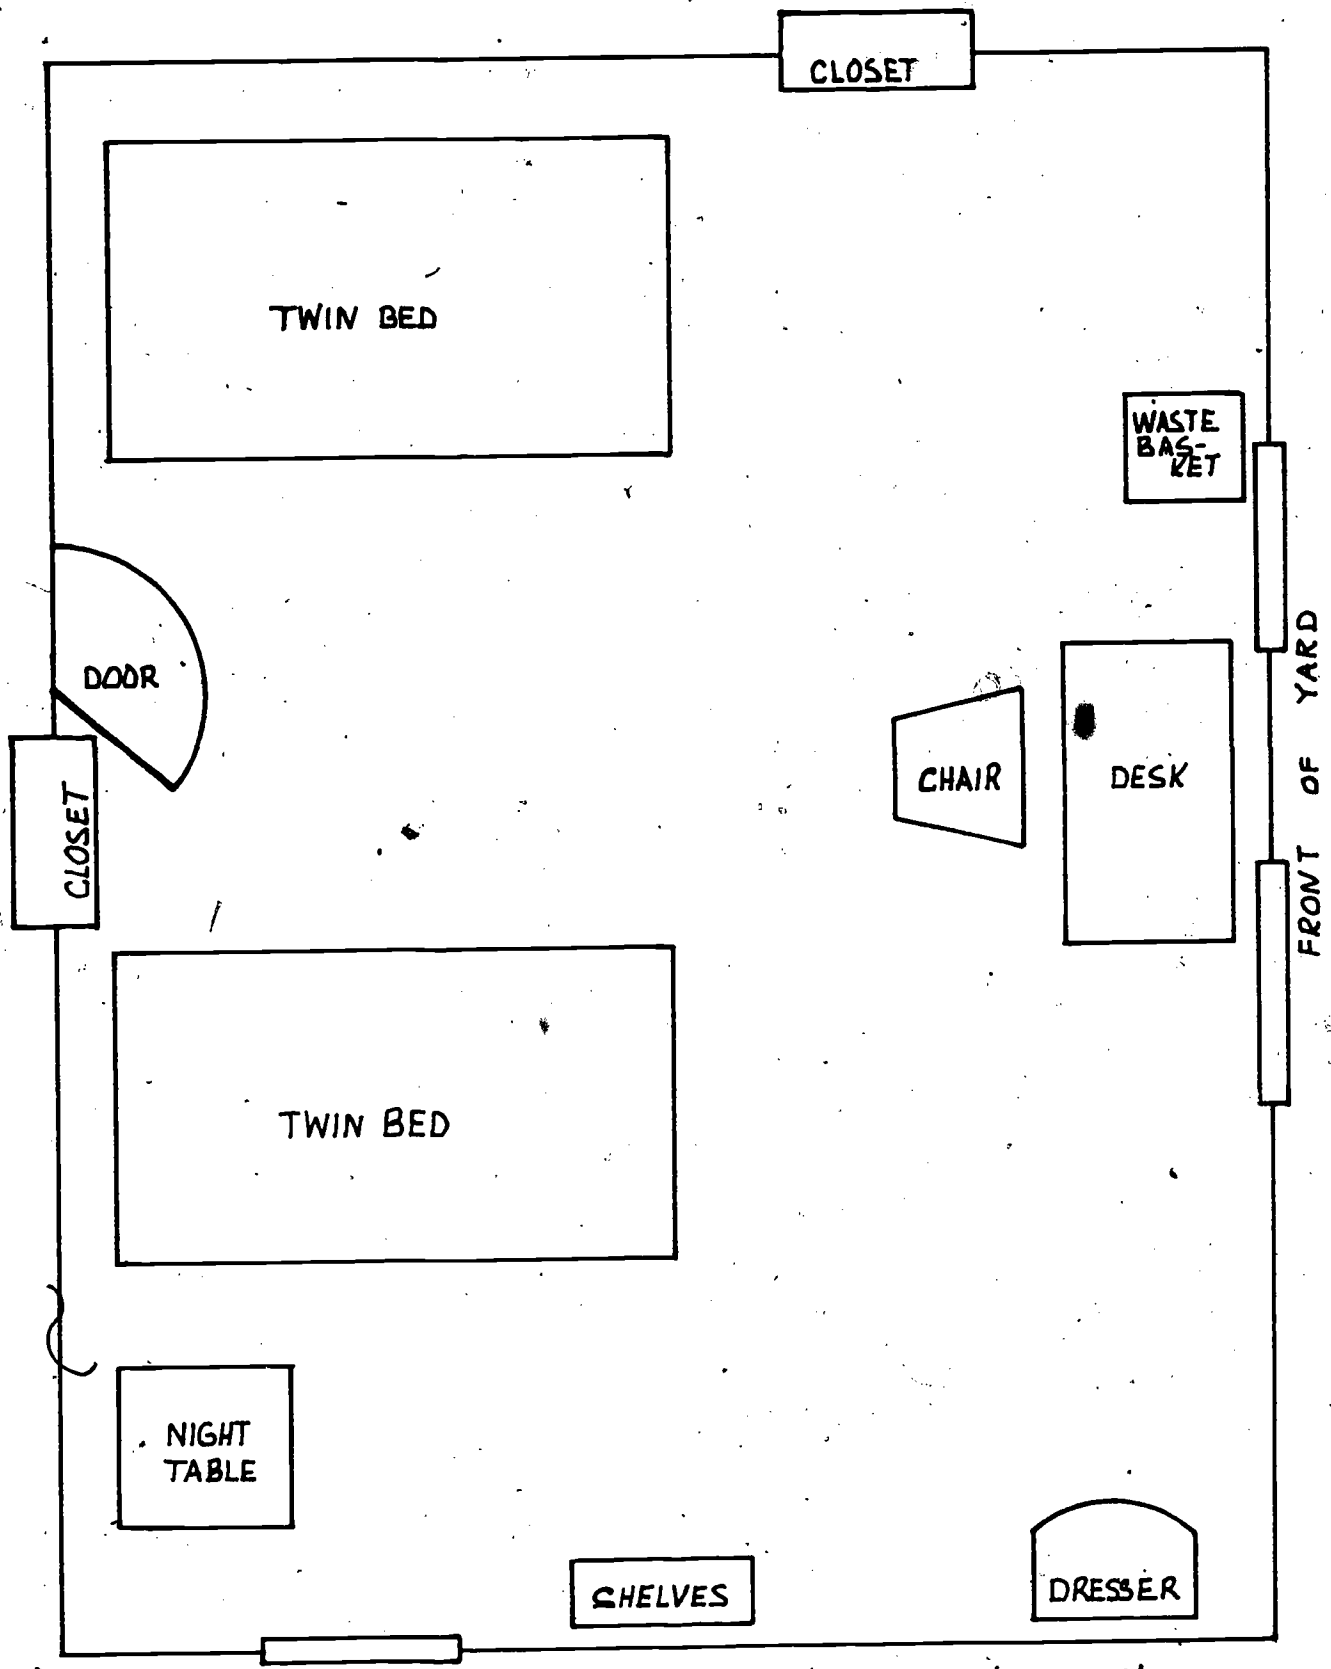 CLOSET
TWIN BED
WASTE
BAS-
KET
DOOR
CLOSET
CHAIR
DESK
FRONT OF YARD
TWIN BED
NIGHT
TABLE
SHELVES
DRESSER